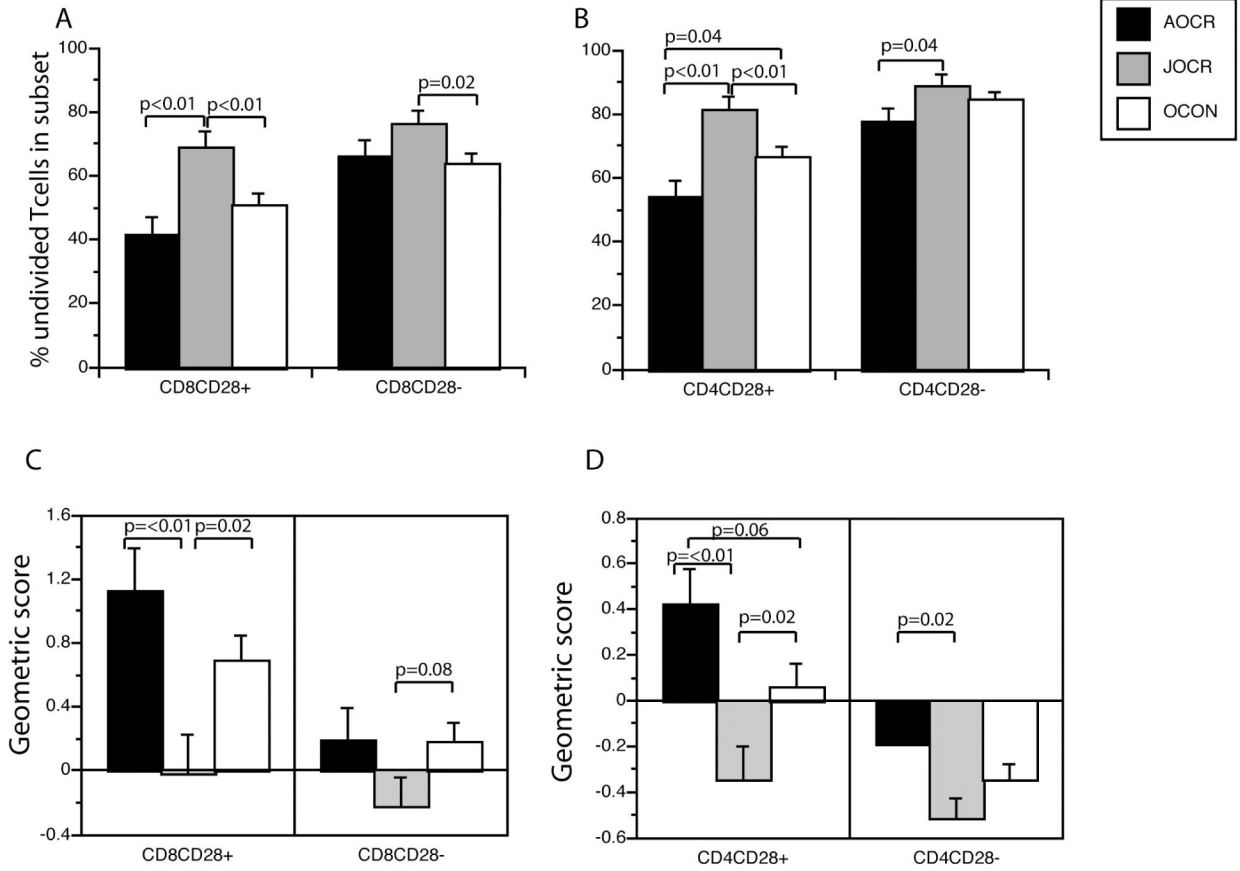 A
B
AOCR
JOCR
OCON
% undivided Tcells in subset
100
80
60
40
20
0
p<0.01
p<0.01
p=0.02
CD8CD28+
CD8CD28-
100
80
60
40
20
0
p=0.04
p<0.01
p<0.01
p=0.04
CD4CD28+
CD4CD28-
C
D
Geometric score
1.6
1.2
0.8
0.4
0
-0.4
p=<0.01
p=0.02
p=0.08
CD8CD28+
CD8CD28-
Geometric score
0.8
0.6
0.4
0.2
0
-0.2
-0.4
-0.6
p=0.06
p=<0.01
p=0.02
p=0.02
CD4CD28+
CD4CD28-